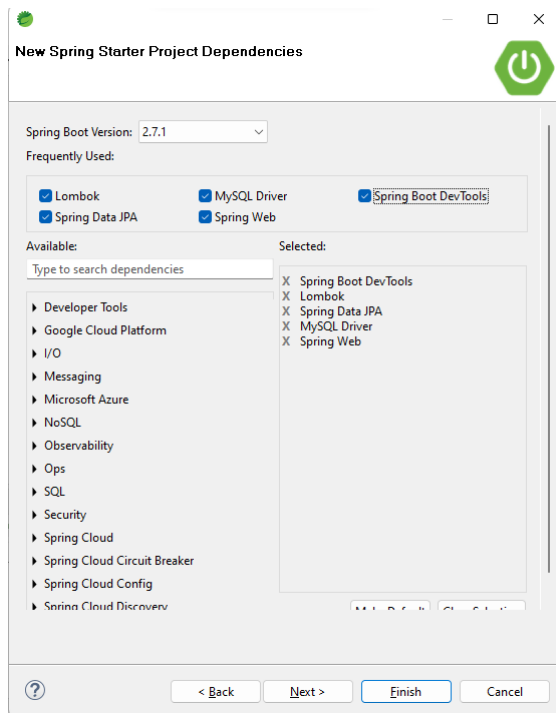 New Spring Starter Project Dependencies
Spring Boot Version: 2.7.1
Frequently Used:
Lombok MySQL Driver Spring Boot DevTools
Spring Data JPA Spring Web
Available: Selected:
Type to search dependencies
X Spring Boot DevTools
X Lombok
X Spring Data JPA
X MySQL Driver
X Spring Web
Developer Tools
Google Cloud Platform
I/O
Messaging
Microsoft Azure
NoSQL
Observability
Ops
SQL
Security
Spring Cloud
Spring Cloud Circuit Breaker
Spring Cloud Config
Spring Cloud Discovery
? < Back Next > Finish Cancel